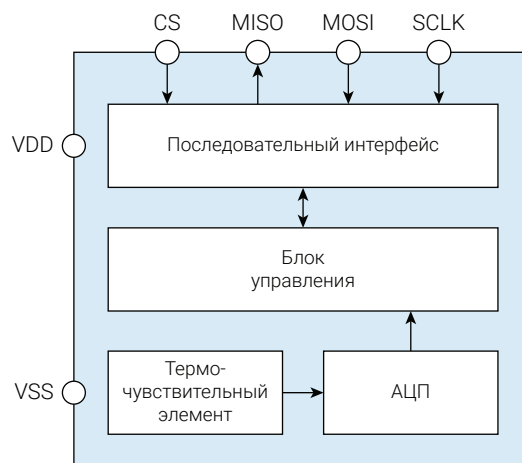 CS MISO MOSI SCLK
VDD
Последовательный интерфейс
Блок
управления
VSS
Термо-
чувствительный
элемент
АЦП